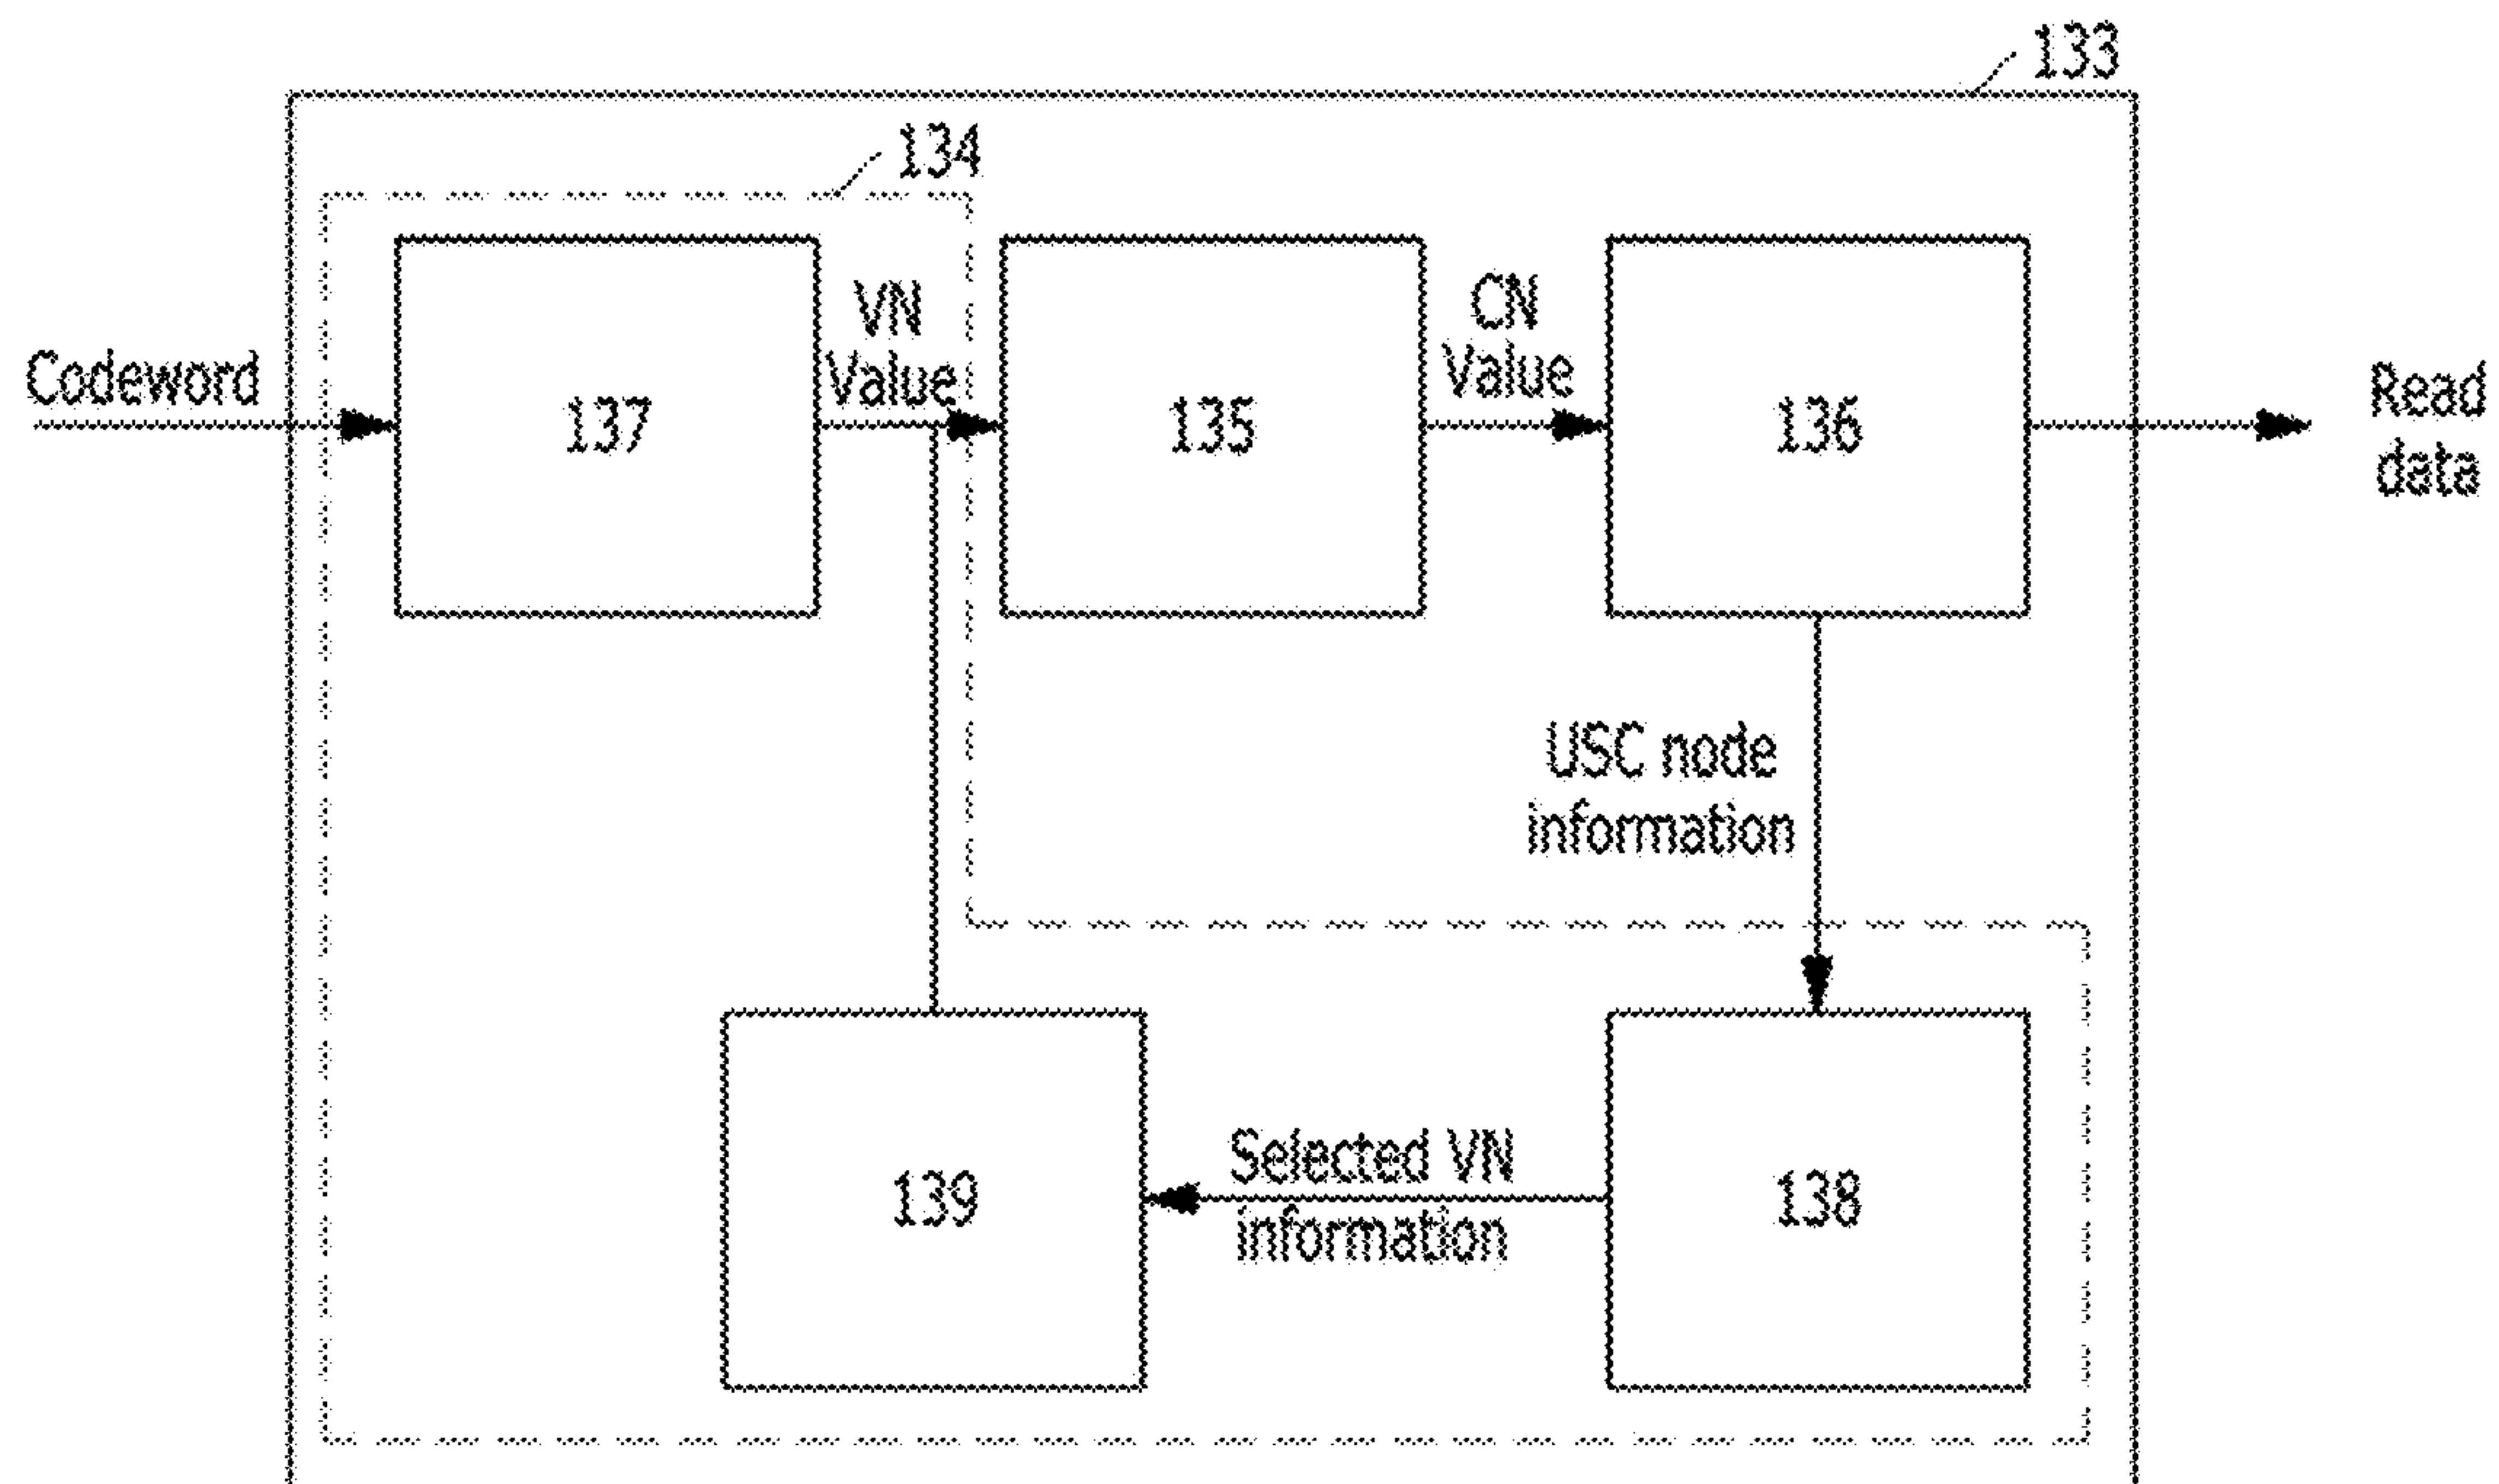 133
134
VN
Value
CN
Value
Codeword
Read
data
137
135
136
USC node
information
Selected VN
information
139
138